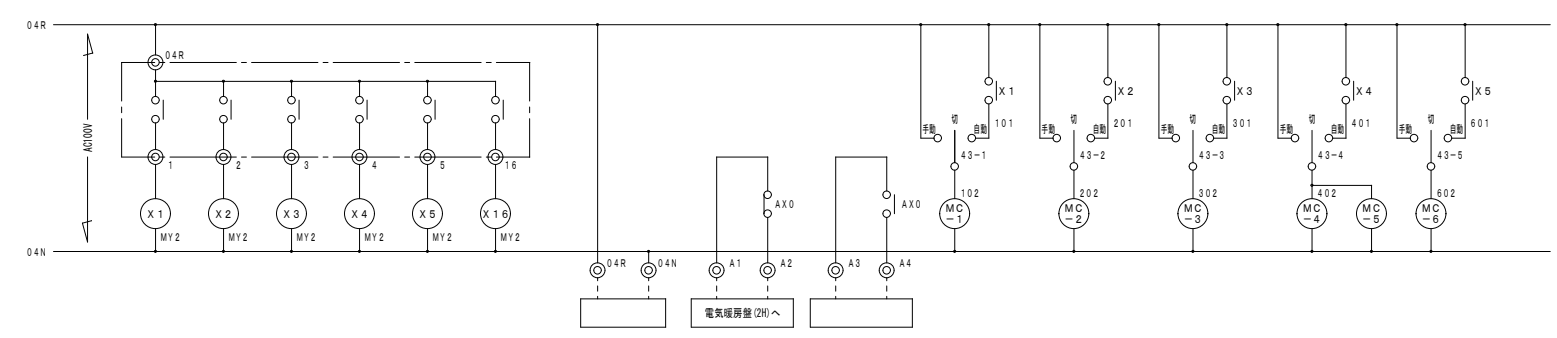 04R
AC100V
04N
04R
1 2 3 4 5 16
X1 X2 X3 X4 X5 X16
MY2 MY2 MY2 MY2 MY2 MY2
04R 04N A1 A2 A3 A4
AX0 AX0
電気暖房盤(2H)へ
X1 X2 X3 X4 X5
切 101 切 201 切 301 切 401 切 601
手動 自動 手動 自動 手動 自動 手動 自動 手動 自動
43-1 43-2 43-3 43-4 43-5
102 202 302 402 602
MC-1 MC-2 MC-3 MC-4 MC-5 MC-6